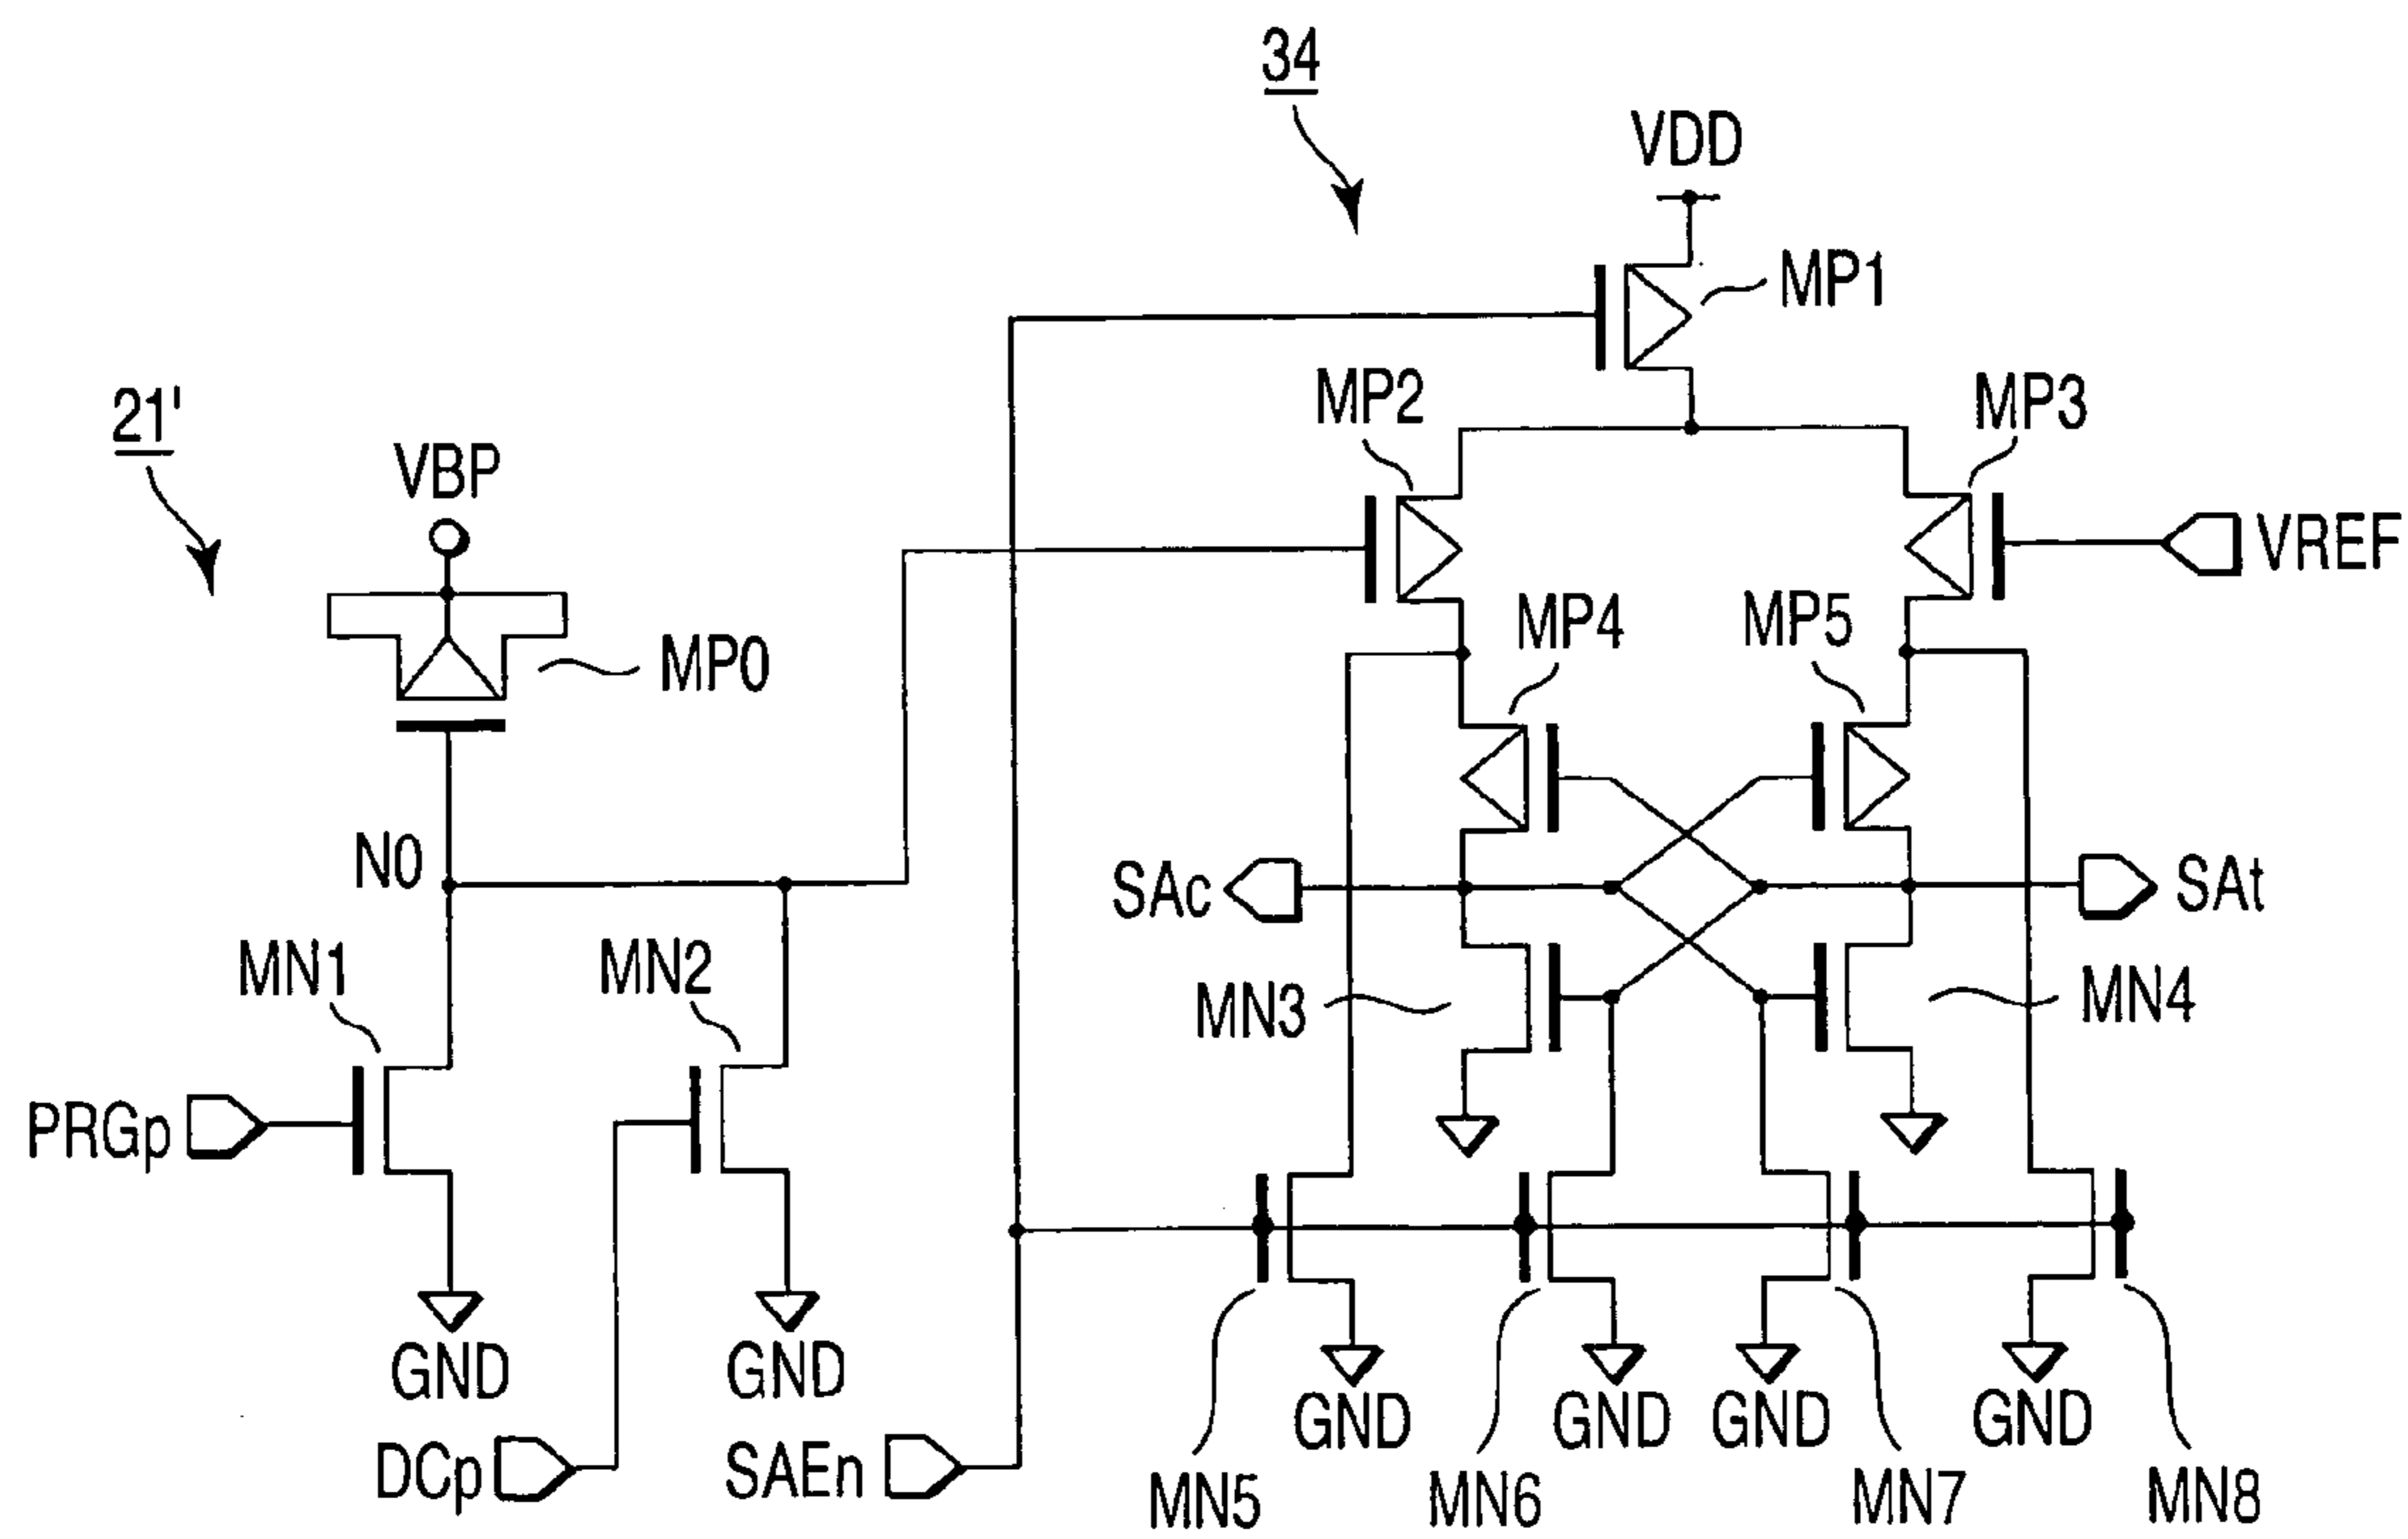 34
VDD
MP1
MP2
MP3
21'
VBP
VREF
MP4
MP5
MP0
N0
SAc
SAt
MN1
MN2
MN3
MN4
PRGp
GND
GND
GND
GND
GND
GND
DCp
SAEn
MN5
MN6
MN7
MN8